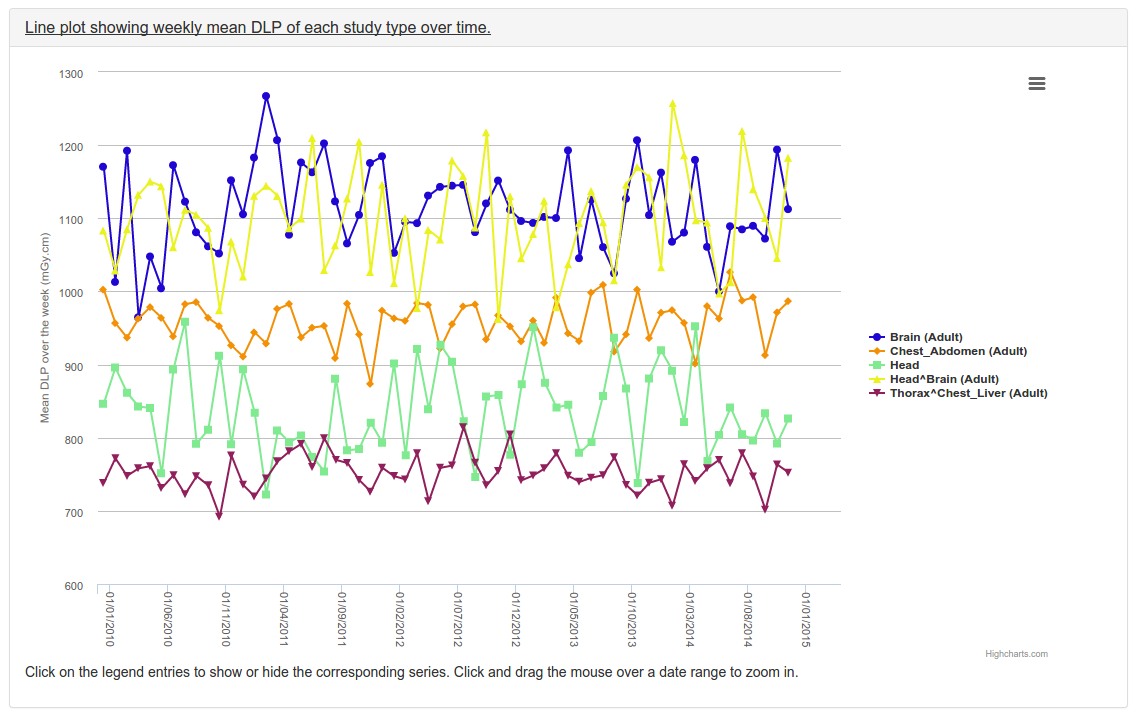 Line plot showing weekly mean DLP of each study type over time.
1300
1200
1100
1000
900
800
700
600
Mean DLP over the week (mGy.cm)
01/01/2010
01/06/2010
01/11/2010
01/04/2011
01/09/2011
01/02/2012
01/07/2012
01/12/2012
01/05/2013
01/10/2013
01/03/2014
01/08/2014
01/01/2015
Brain (Adult)
Chest_Abdomen (Adult)
Head
Head^Brain (Adult)
Thorax^Chest_Liver (Adult)
Highcharts.com
Click on the legend entries to show or hide the corresponding series. Click and drag the mouse over a date range to zoom in.